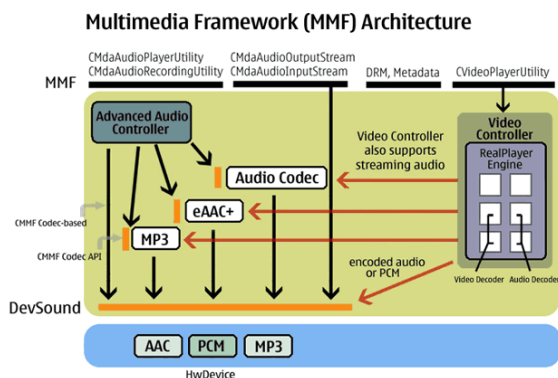 Multimedia Framework (MMF) Architecture
CMdaAudioPlayerUtility
CMdaAudioRecordingUtility
CMdaAudioOutputStream
CMdaAudioInputStream
DRM, Metadata
CVideoPlayerUtility
MMF
Advanced Audio
Controller
Video
Controller
Video Controller
also supports
streaming audio
RealPlayer
Engine
Audio Codec
eAAC+
CMMF Codec-based
MP3
CMMF Codec API
encoded audio
or PCM
Video Decoder
Audio Decoder
DevSound
AAC
PCM
MP3
HwDevice